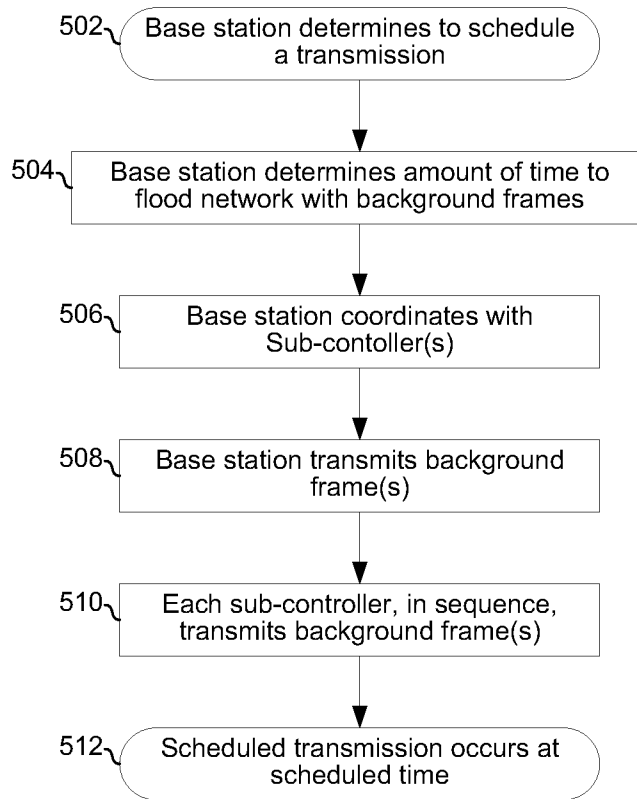 502
Base station determines to schedule
a transmission
504
Base station determines amount of time to
flood network with background frames
506
Base station coordinates with
Sub-contoller(s)
508
Base station transmits background
frame(s)
510
Each sub-controller, in sequence,
transmits background frame(s)
512
Scheduled transmission occurs at
scheduled time